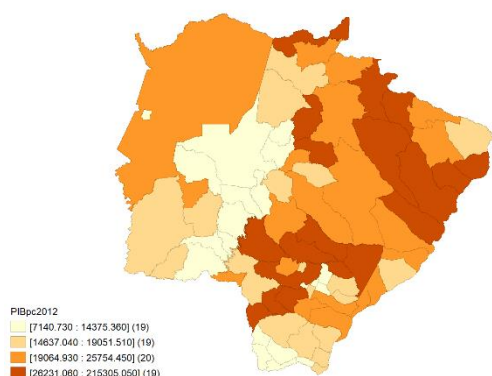 PIBpc2012
[7140.730 : 14375.360] (19)
[14637.040 : 19051.510] (19)
[19064.930 : 25754.450] (20)
[26231.060 : 215305.050] (19)